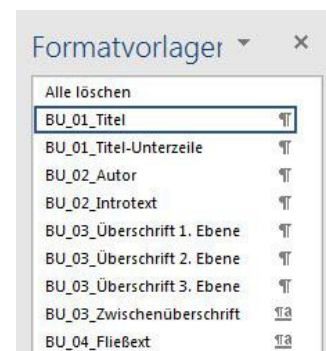 Formatvorlager
Alle löschen
BU_01_Titel ¶
BU_01_Titel-Unterzeile ¶
BU_02_Autor ¶
BU_02_Introtext ¶
BU_03_Überschrift 1. Ebene ¶
BU_03_Überschrift 2. Ebene ¶
BU_03_Überschrift 3. Ebene ¶
BU_03_Zwischenüberschrift ¶a
BU_04_Fließext ¶a